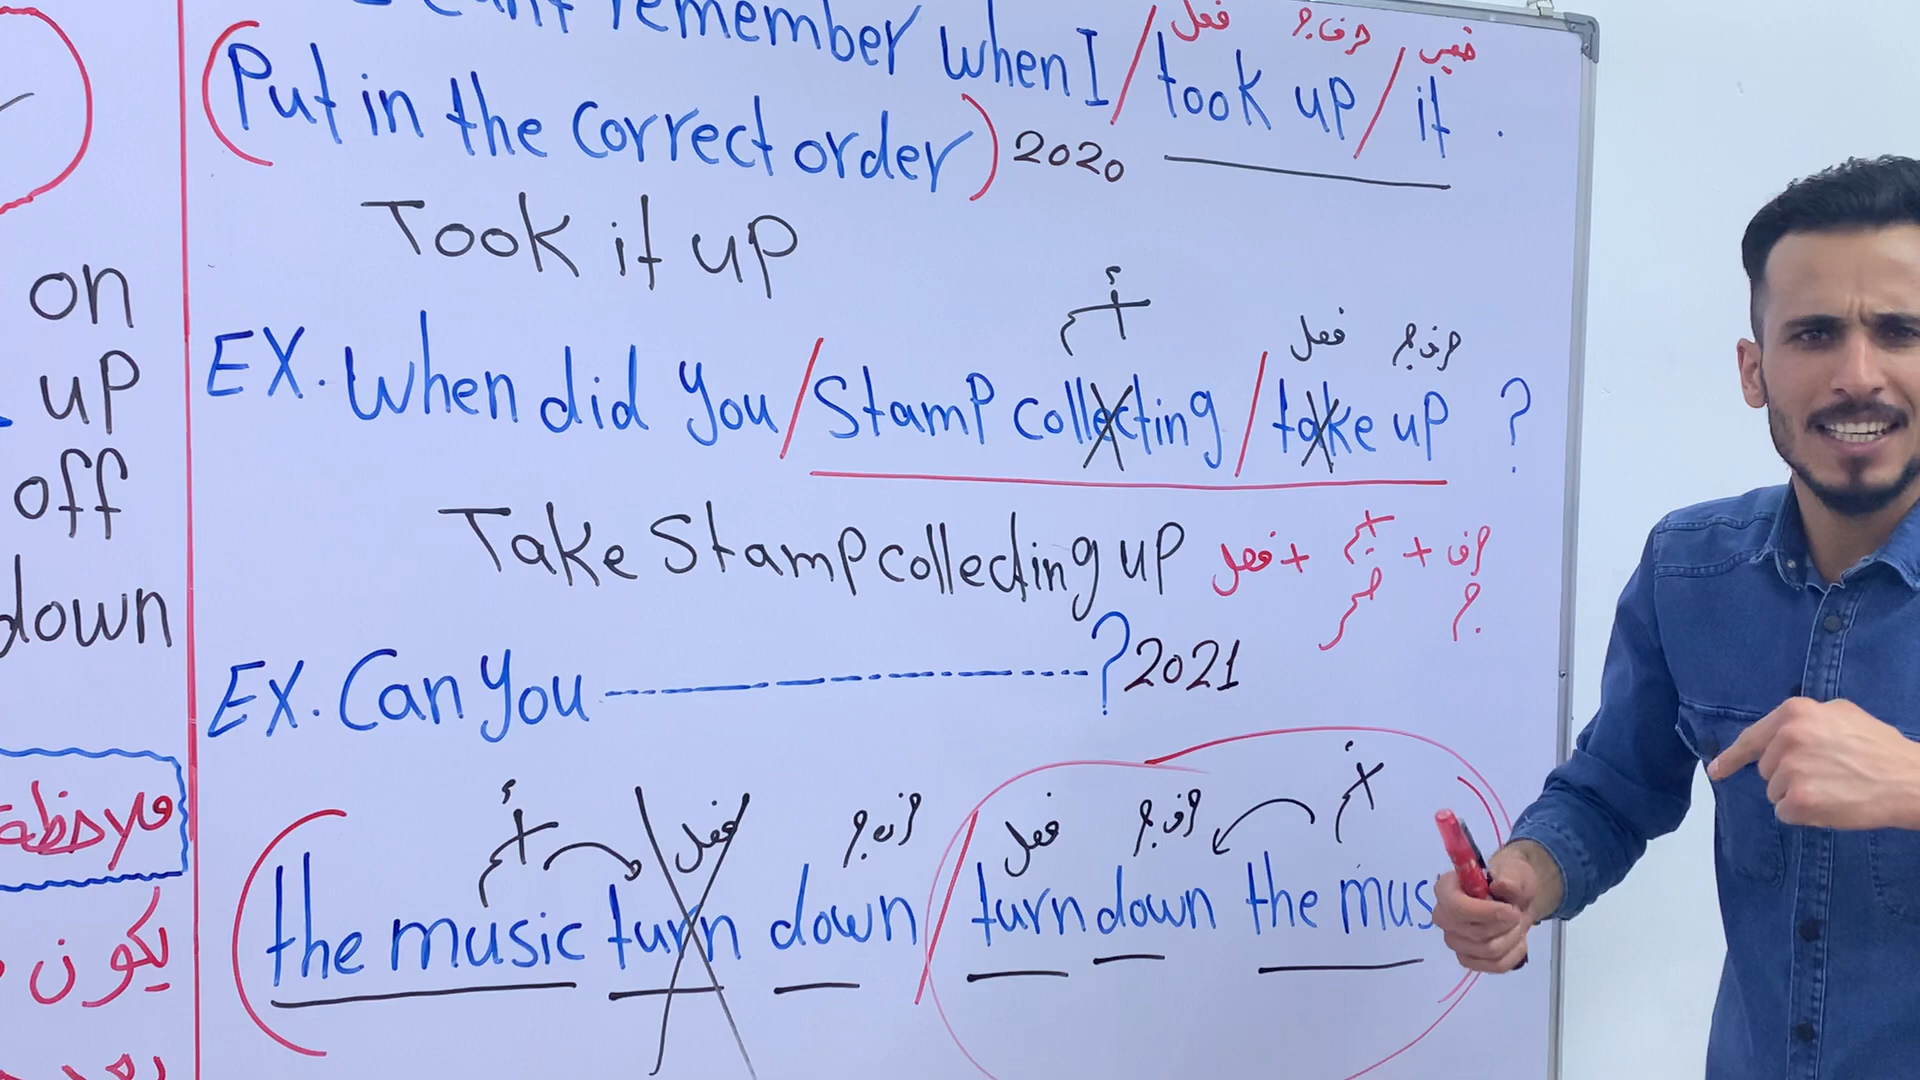 can't remember when I / took up / it .
فعل حرف ج ضمير
(Put in the correct order) 2020
Took it up
أ
فعل حرف ج
EX. When did you / Stamp collecting / take up ?
Take Stamp collecting up فعل + + حرف
ج
EX. Can you ------------------------? 2021
فعل حرف ج فعل حرف ج
(the music turn down / turn down the mus
on
up
off
down
ملاحظة
يكون
بعد